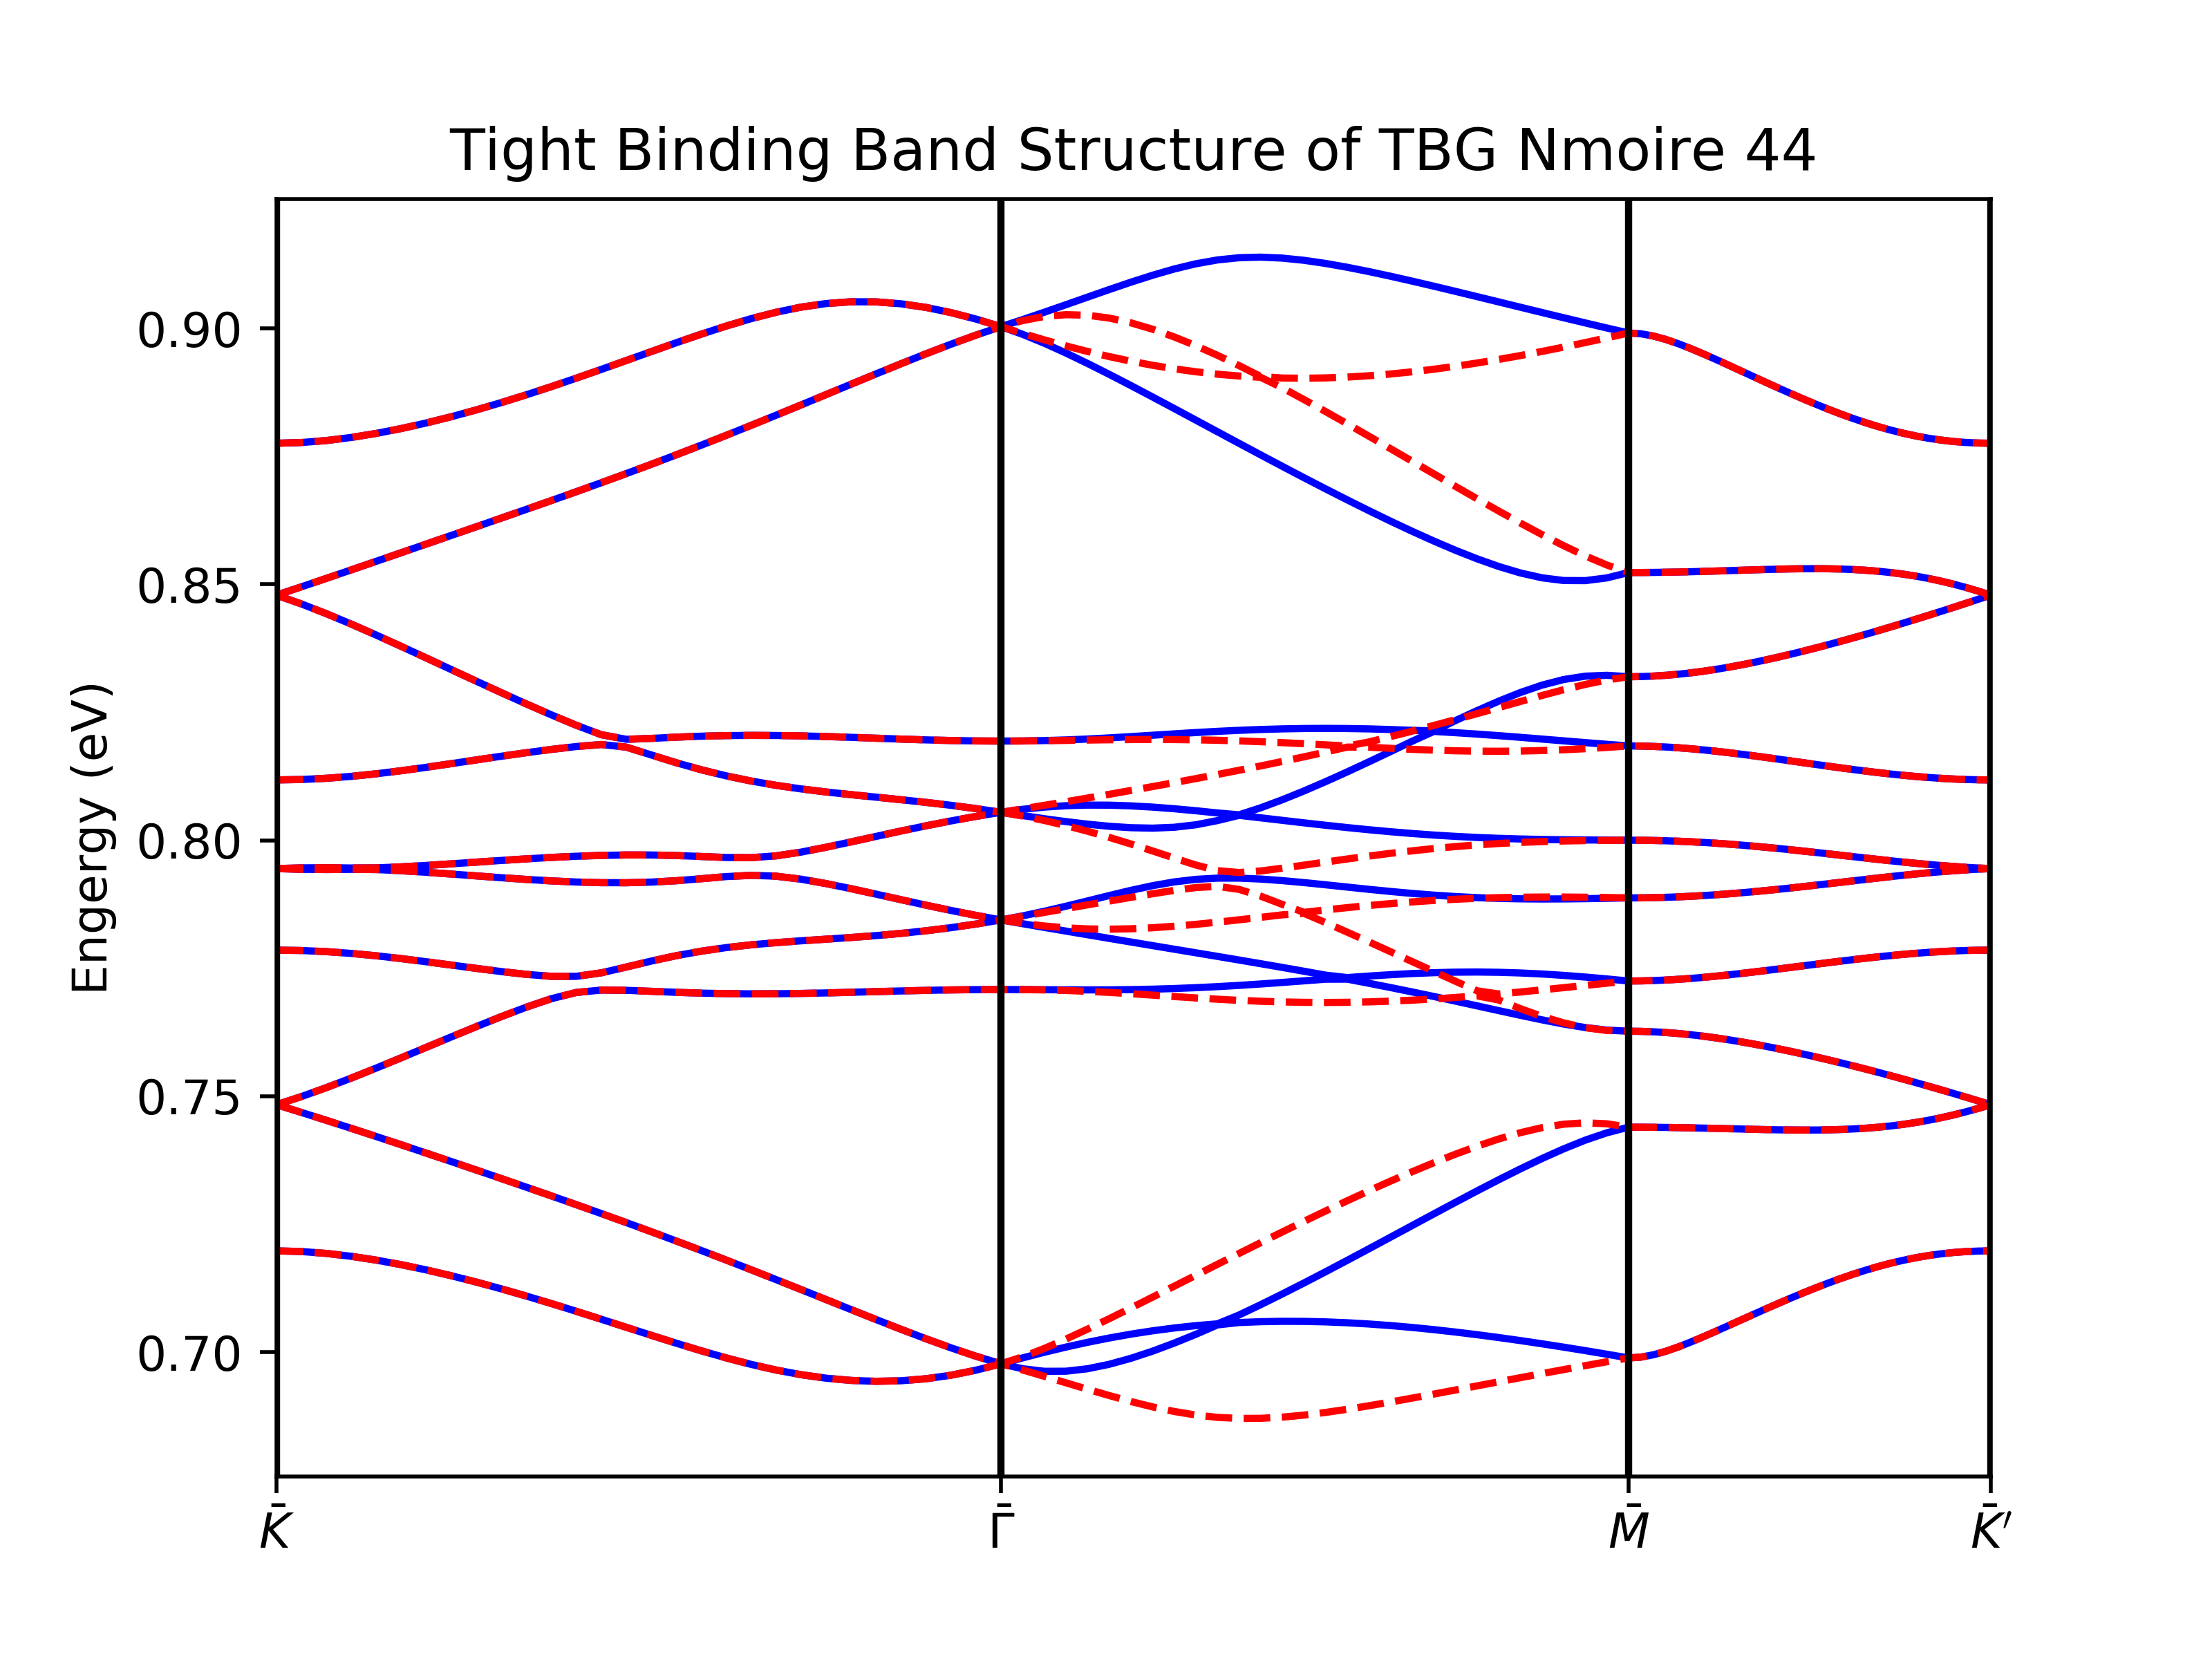 Tight Binding Band Structure of TBG Nmoire 44
Engergy (eV)
0.90
0.85
0.80
0.75
0.70
K̄
Γ̄
M̄
K̄′